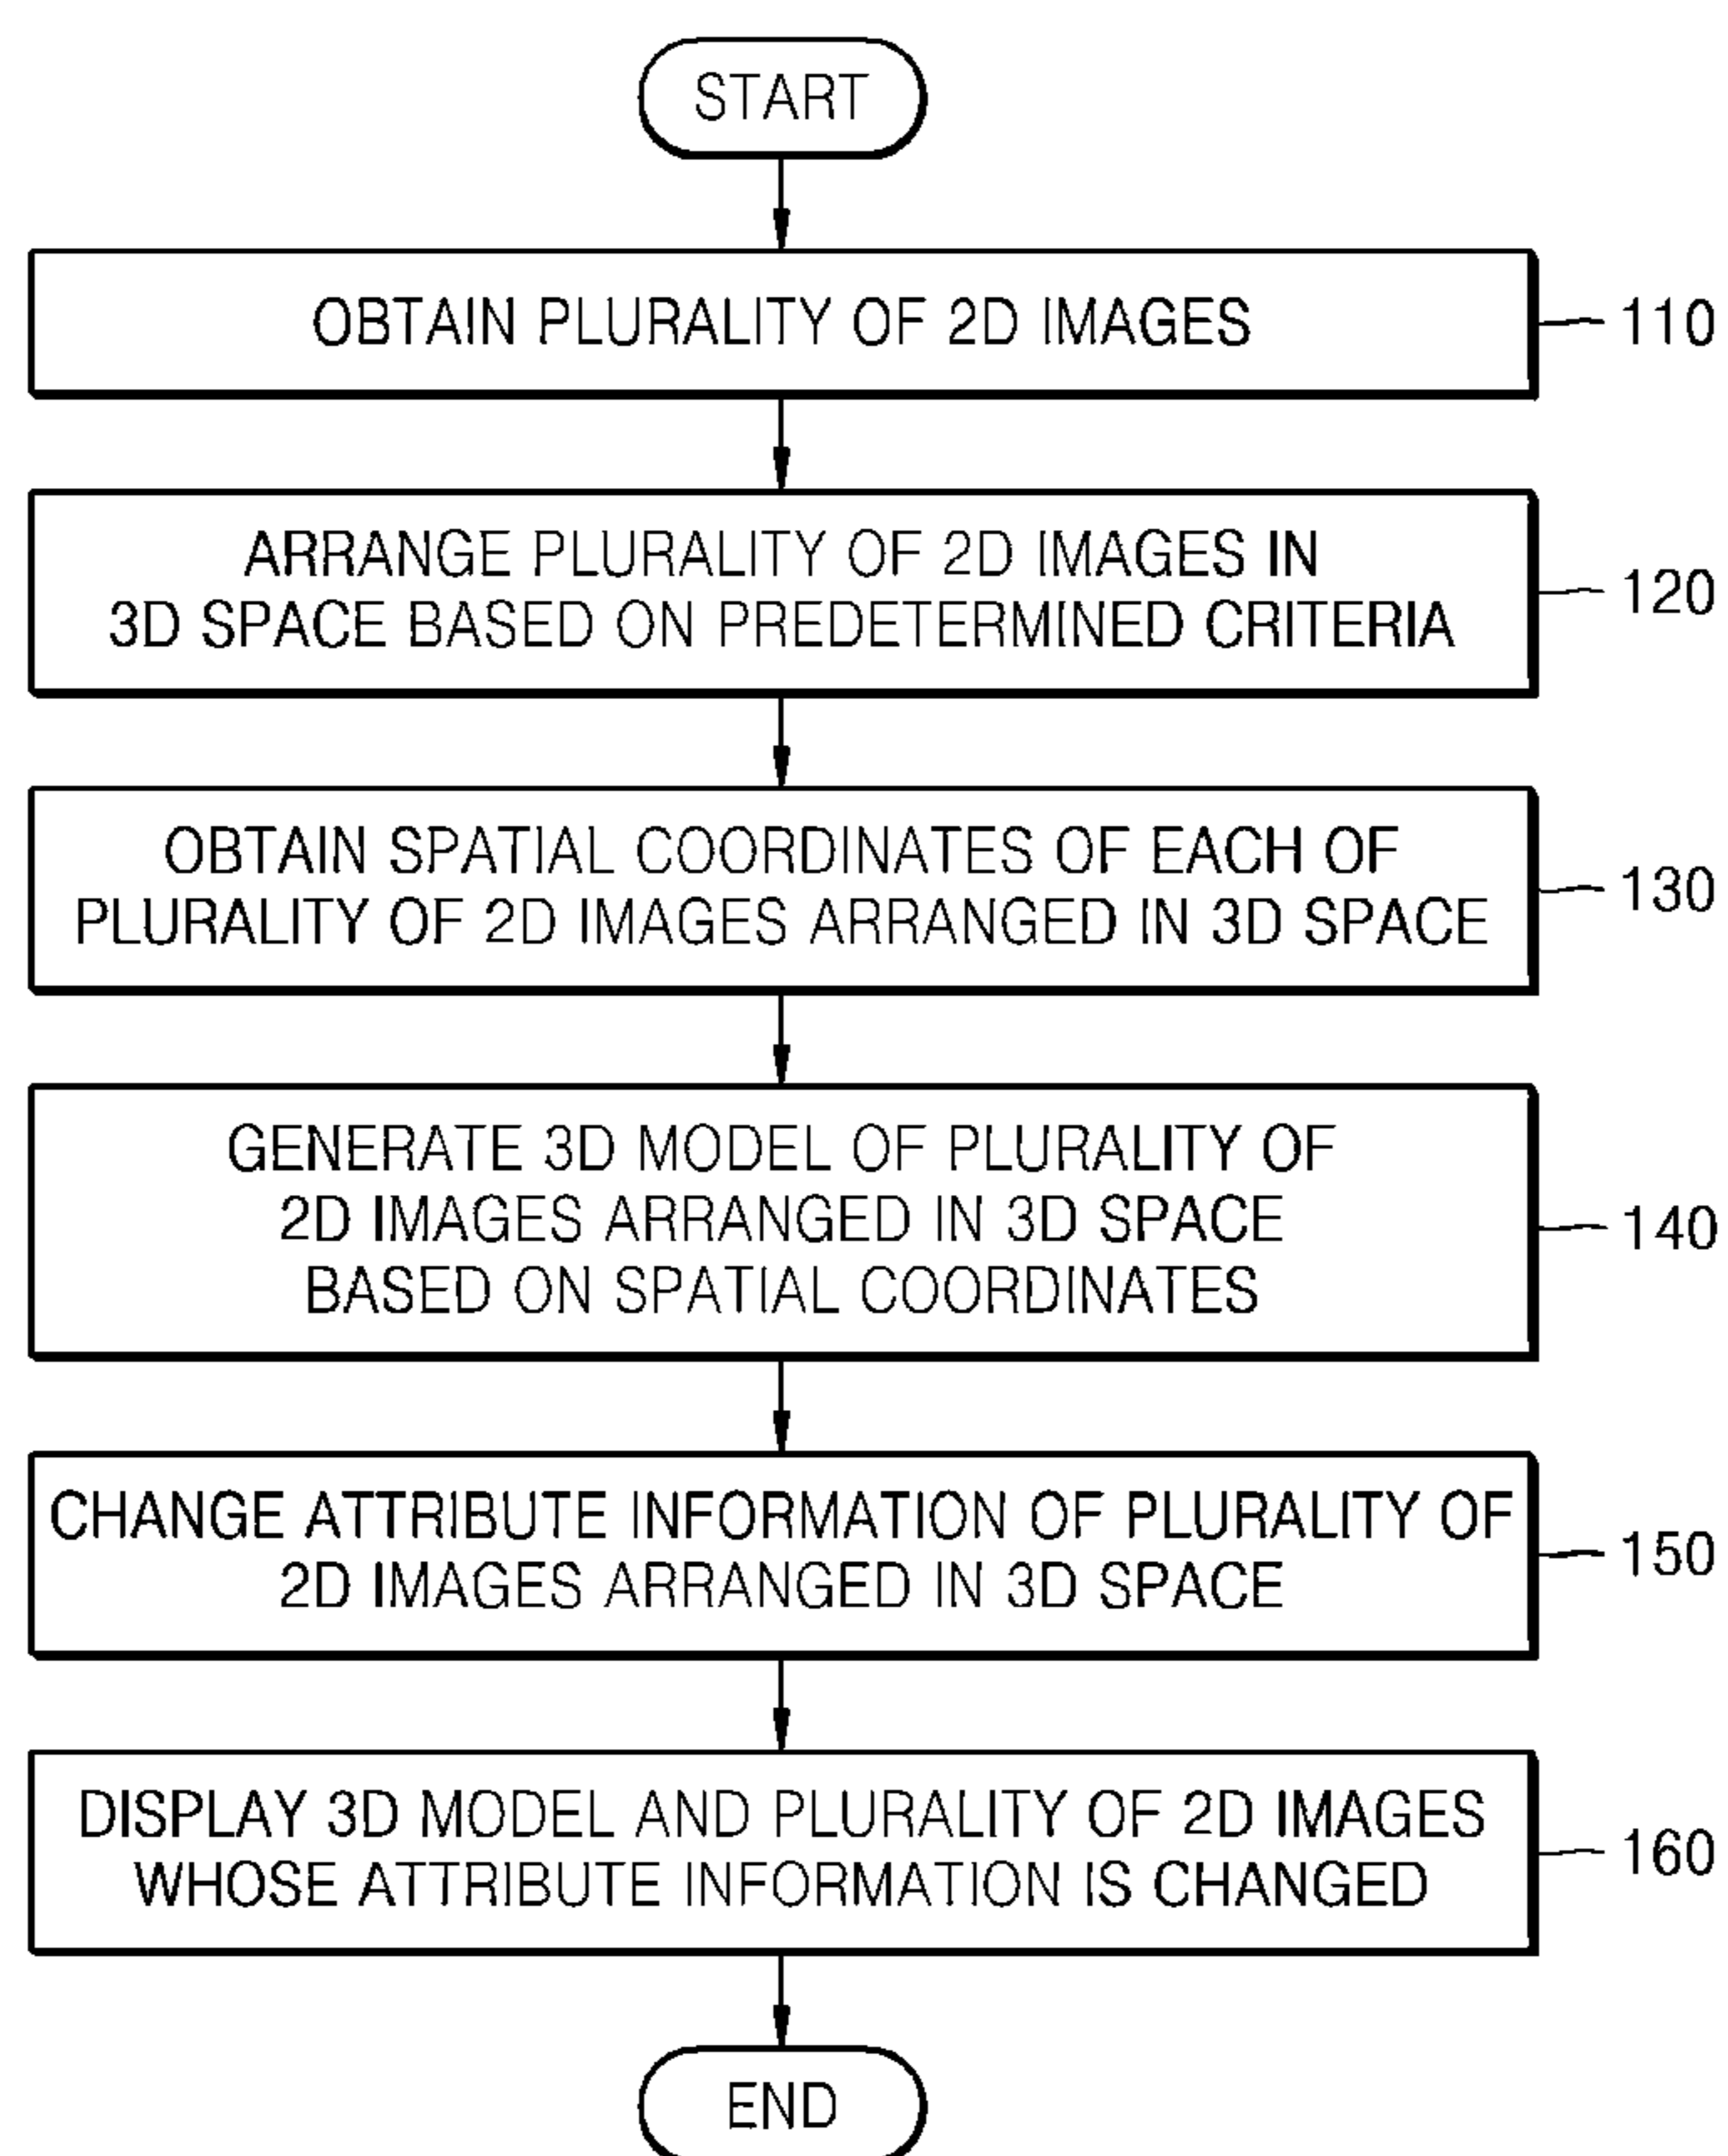 START
OBTAIN PLURALITY OF 2D IMAGES
110
ARRANGE PLURALITY OF 2D IMAGES IN
3D SPACE BASED ON PREDETERMINED CRITERIA
120
OBTAIN SPATIAL COORDINATES OF EACH OF
PLURALITY OF 2D IMAGES ARRANGED IN 3D SPACE
130
GENERATE 3D MODEL OF PLURALITY OF
2D IMAGES ARRANGED IN 3D SPACE
BASED ON SPATIAL COORDINATES
140
CHANGE ATTRIBUTE INFORMATION OF PLURALITY OF
2D IMAGES ARRANGED IN 3D SPACE
150
DISPLAY 3D MODEL AND PLURALITY OF 2D IMAGES
WHOSE ATTRIBUTE INFORMATION IS CHANGED
160
END